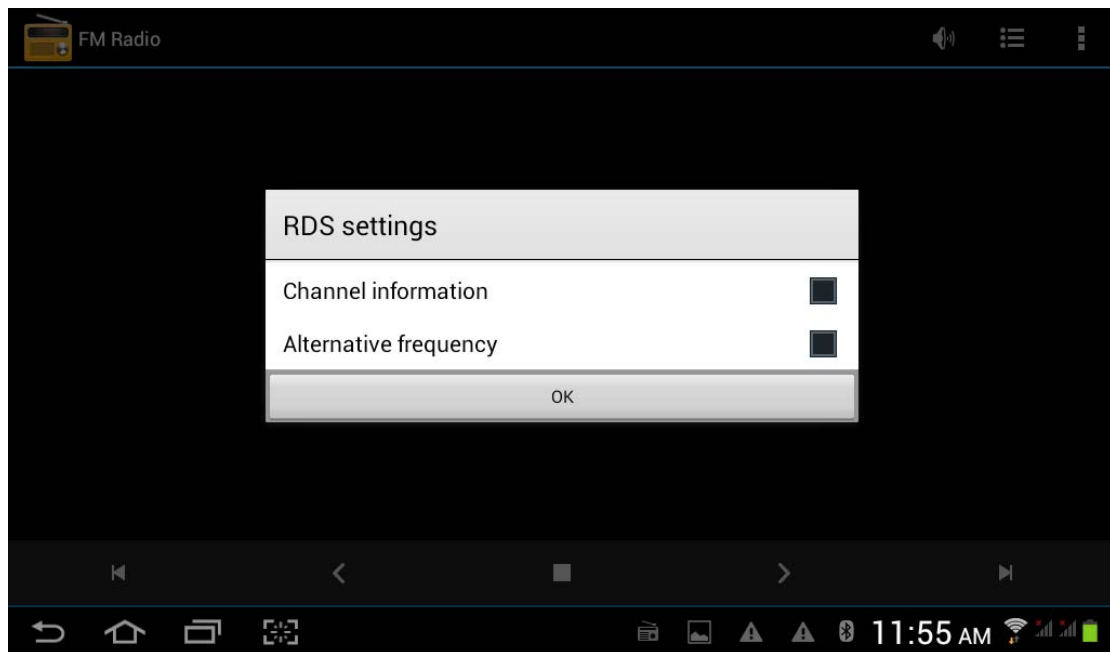 FM Radio
RDS settings
Channel information
Alternative frequency
OK
11:55 AM